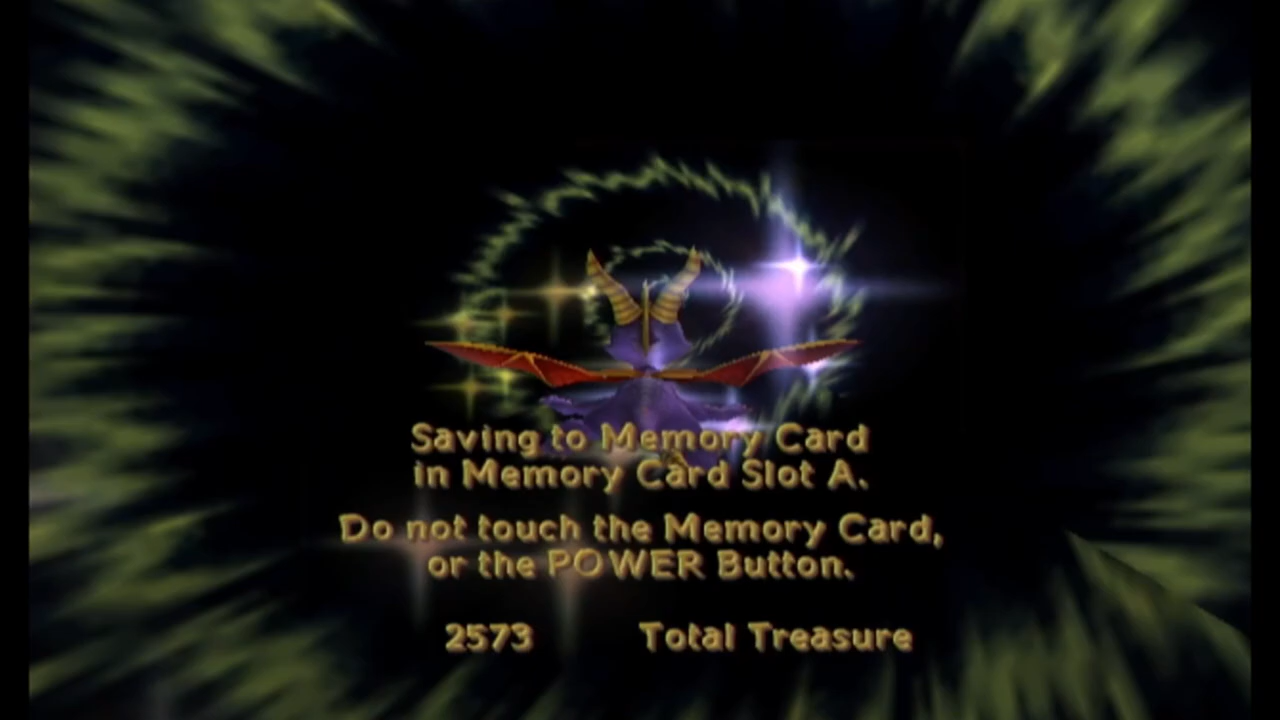 Saving to Memory Card
in Memory Card Slot A.
Do not touch the Memory Card,
or the POWER Button.
2573 Total Treasure